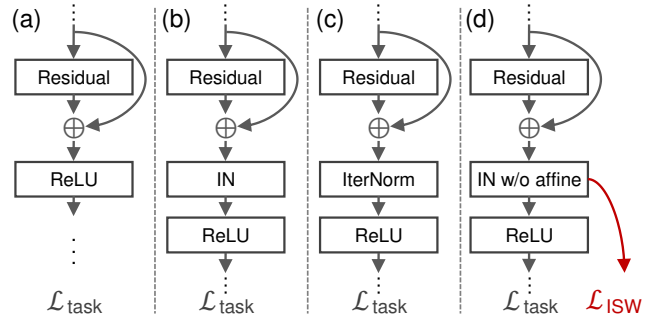 (a) (b) (c) (d)
Residual Residual Residual Residual
ReLU IN IterNorm IN w/o affine
ReLU ReLU ReLU
ℒtask ℒtask ℒtask ℒtask ℒISW